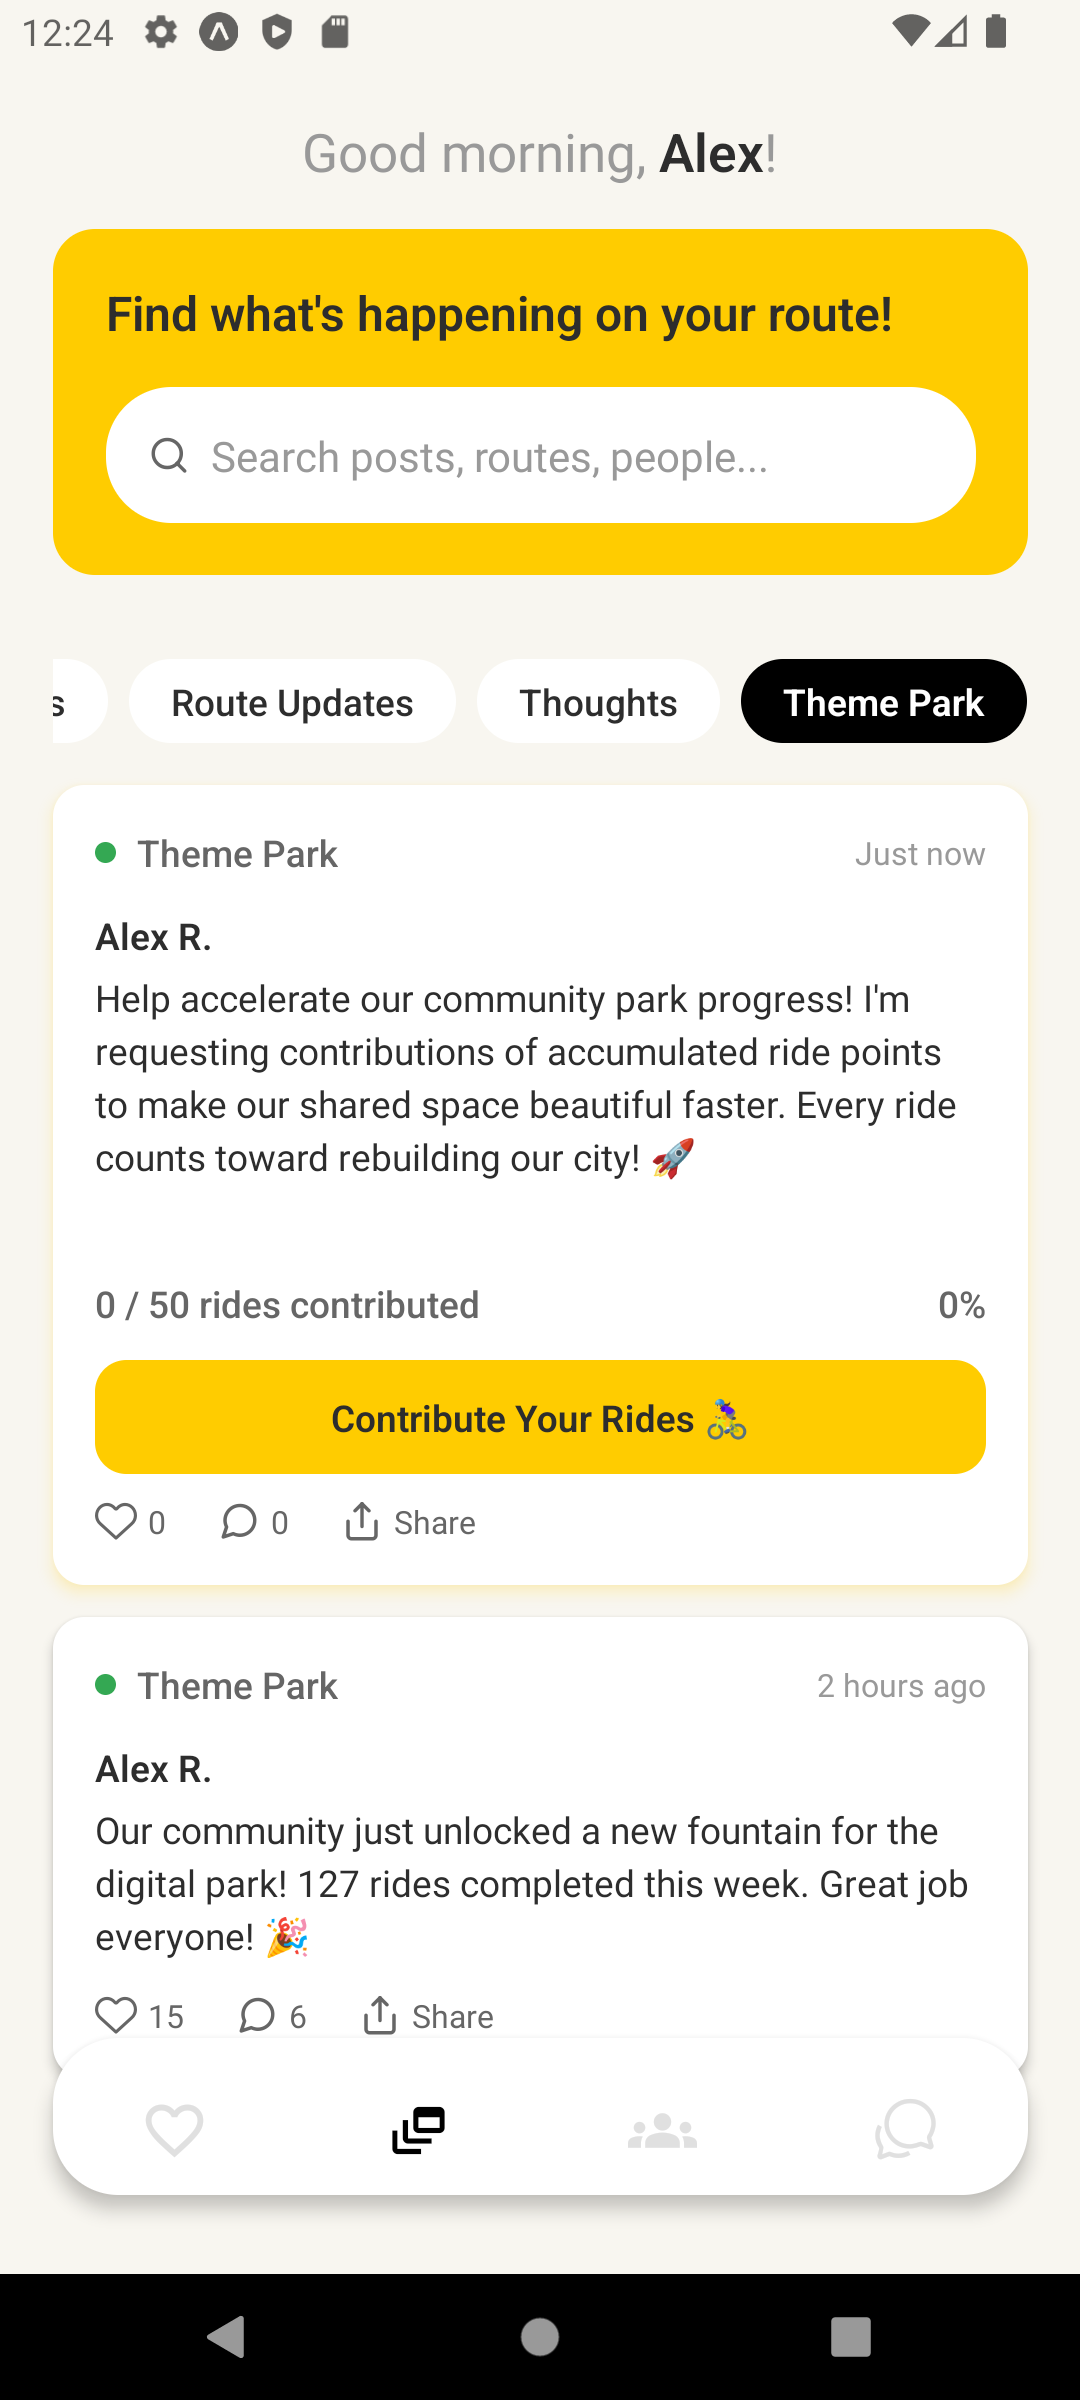 12:24
Good morning, Alex!
Find what's happening on your route!
Search posts, routes, people...
s
Route Updates
Thoughts
Theme Park
Theme Park
Just now
Alex R.
Help accelerate our community park progress! I'm
requesting contributions of accumulated ride points
to make our shared space beautiful faster. Every ride
counts toward rebuilding our city! 🚀
0 / 50 rides contributed
0%
Contribute Your Rides 🚴‍♀️
0
0
Share
Theme Park
2 hours ago
Alex R.
Our community just unlocked a new fountain for the
digital park! 127 rides completed this week. Great job
everyone! 🎉
15
6
Share